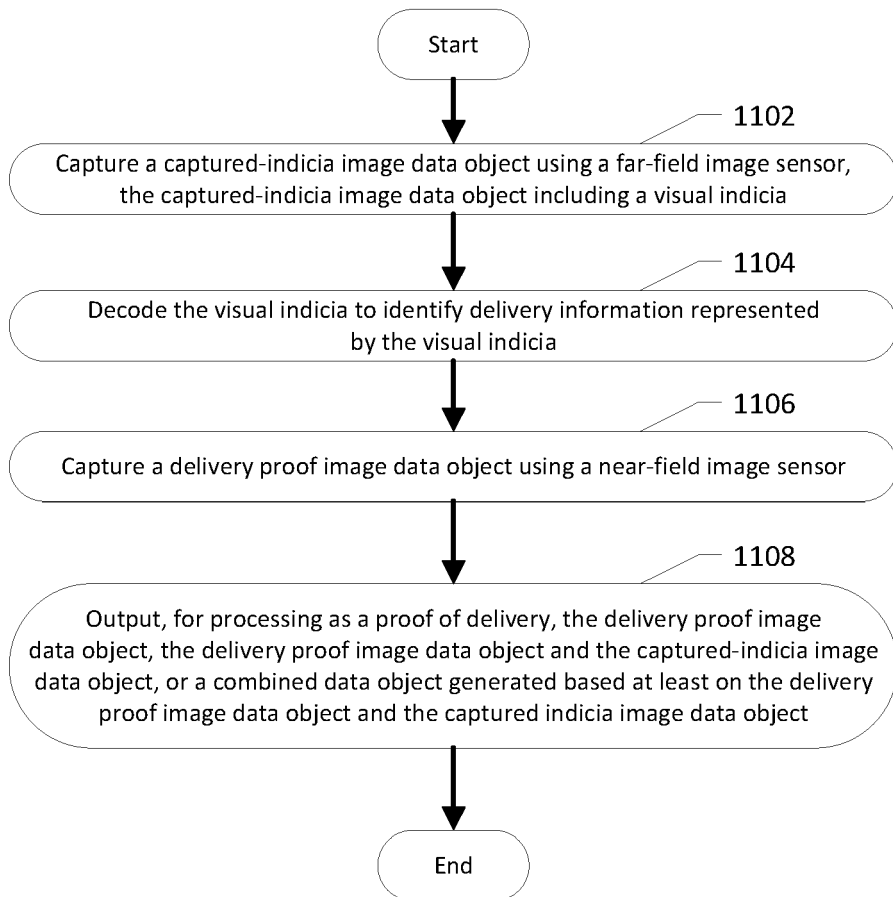 Start
1102
Capture a captured-indicia image data object using a far-field image sensor,
the captured-indicia image data object including a visual indicia
1104
Decode the visual indicia to identify delivery information represented
by the visual indicia
1106
Capture a delivery proof image data object using a near-field image sensor
1108
Output, for processing as a proof of delivery, the delivery proof image
data object, the delivery proof image data object and the captured-indicia image
data object, or a combined data object generated based at least on the delivery
proof image data object and the captured indicia image data object
End